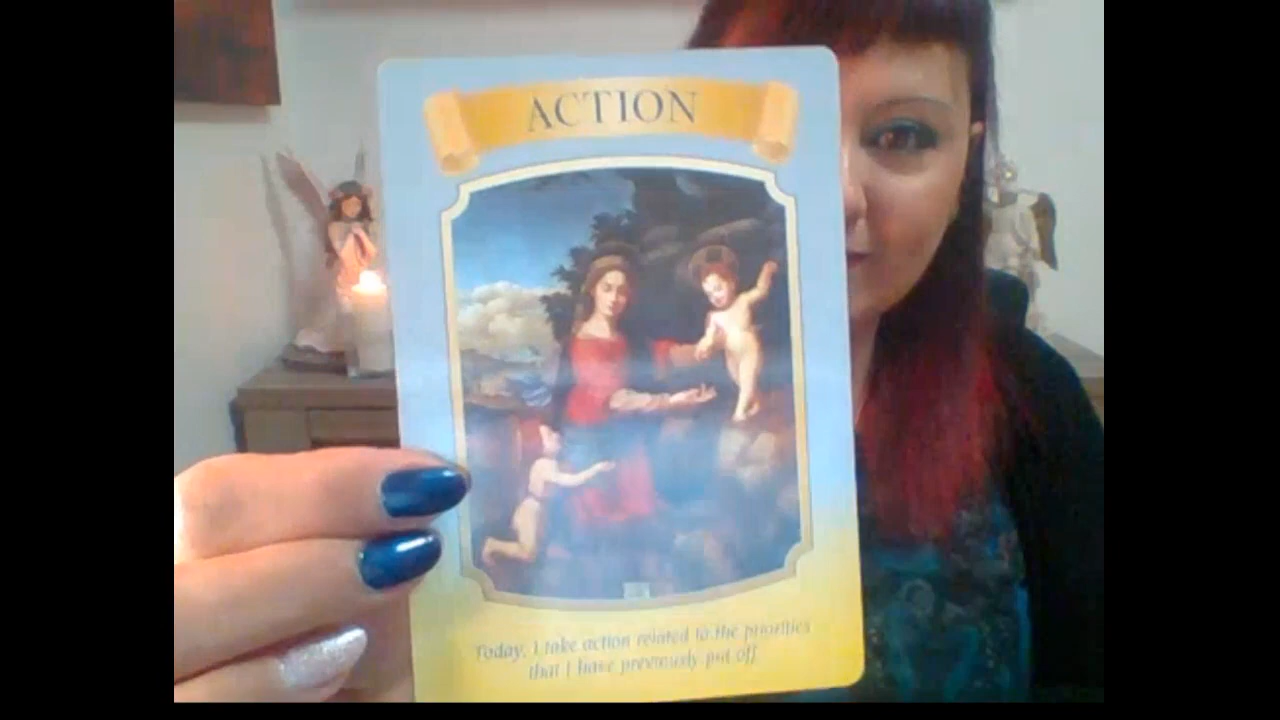 ACTION
Today, I take action related to the priorities
that I have previously put off